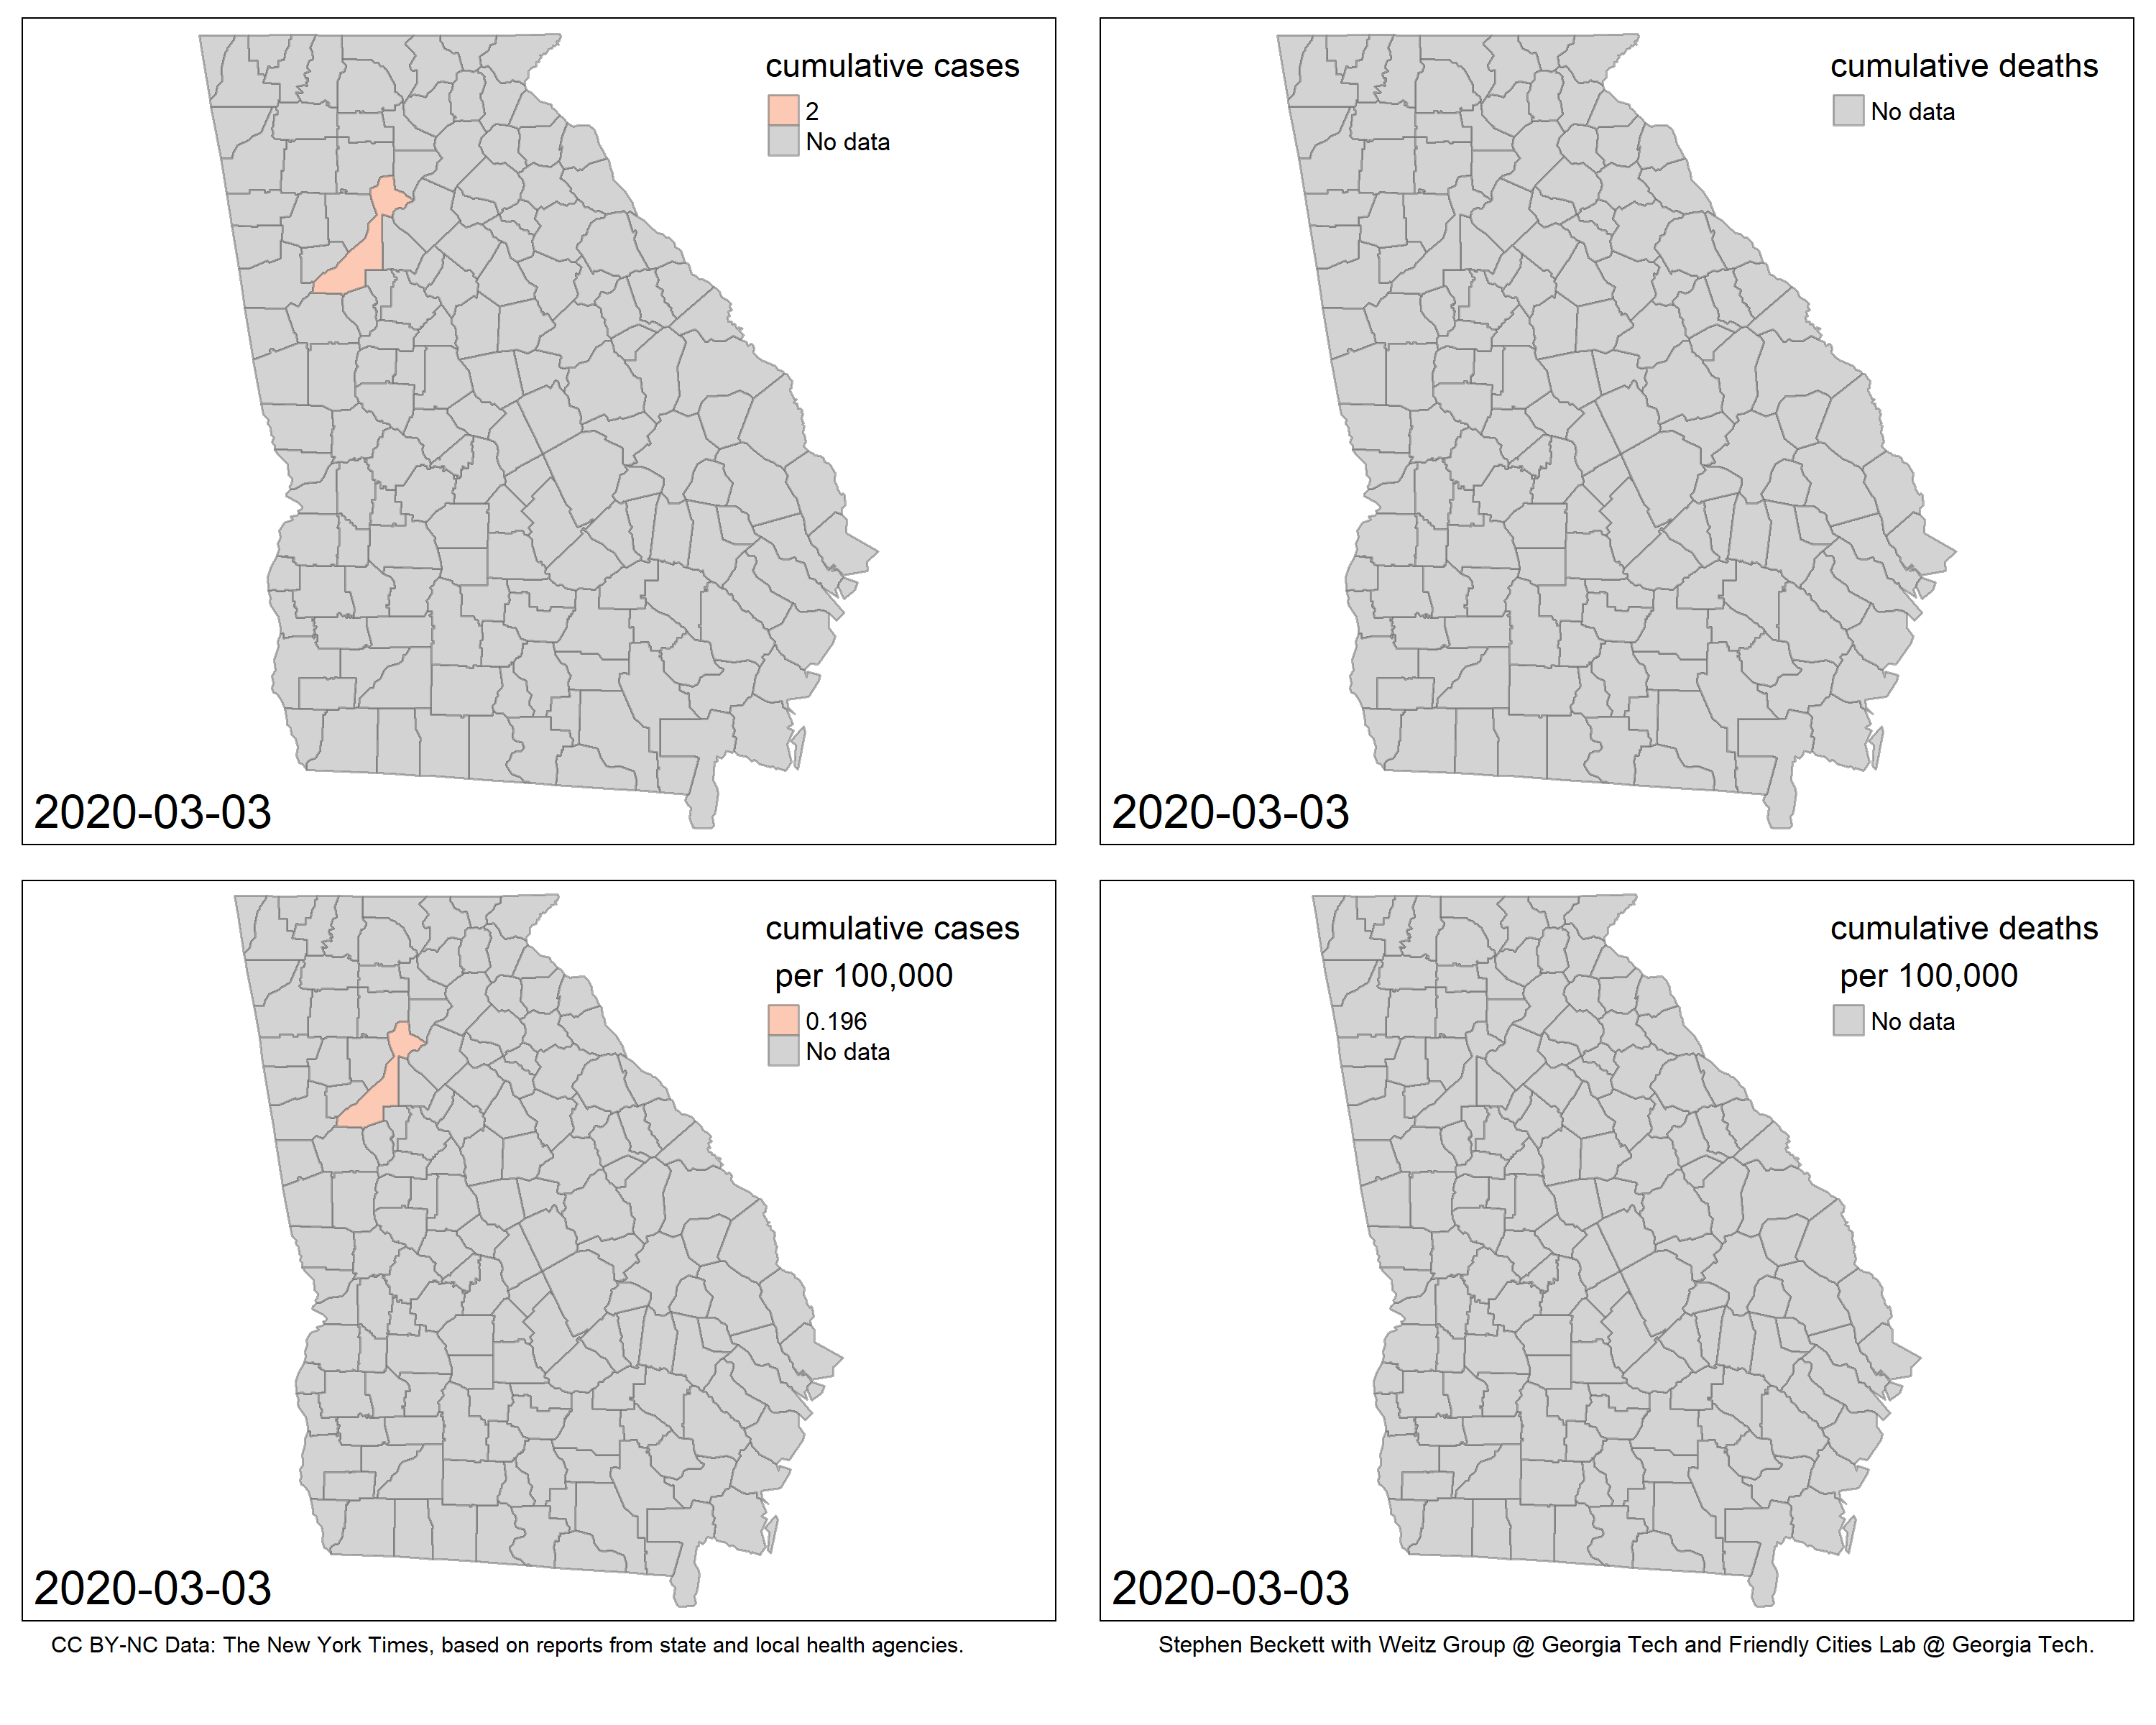 cumulative cases
2
No data
2020-03-03
cumulative deaths
No data
2020-03-03
cumulative cases
per 100,000
0.196
No data
2020-03-03
cumulative deaths
per 100,000
No data
2020-03-03
CC BY-NC Data: The New York Times, based on reports from state and local health agencies.
Stephen Beckett with Weitz Group @ Georgia Tech and Friendly Cities Lab @ Georgia Tech.